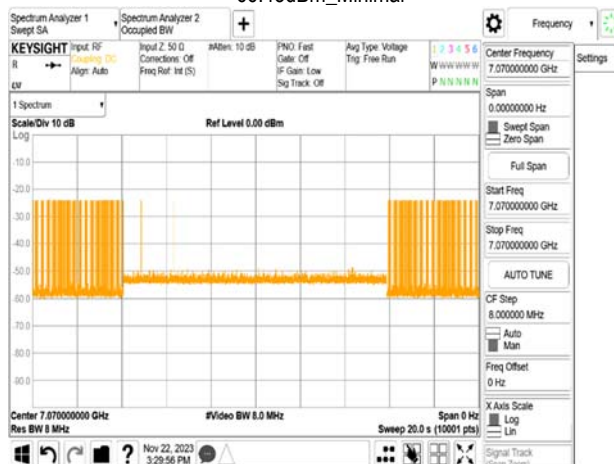 Spectrum Analyzer 1
Swept SA
Spectrum Analyzer 2
Occupied BW
+
Frequency
KEYSIGHT
R
Input: RF
Coupling: DC
Align: Auto
Input Z: 50 Ω
Corrections: Off
Freq Ref: Int (S)
#Atten: 10 dB
PNO: Fast
Gate: Off
IF Gain: Low
Sig Track: Off
Avg Type: Voltage
Trig: Free Run
1 2 3 4 5 6
W W W W W W
P N N N N N
Settings
1 Spectrum
Scale/Div 10 dB
Ref Level 0.00 dBm
Log
-10.0
-20.0
-30.0
-40.0
-50.0
-60.0
-70.0
-80.0
-90.0
Center 7.070000000 GHz
#Video BW 8.0 MHz
Span 0 Hz
Res BW 8 MHz
Sweep 20.0 s (10001 pts)
Center Frequency
7.070000000 GHz
Span
0.00000000 Hz
Swept Span
Zero Span
Full Span
Start Freq
7.070000000 GHz
Stop Freq
7.070000000 GHz
AUTO TUNE
CF Step
8.000000 MHz
Auto
Man
Freq Offset
0 Hz
X Axis Scale
Log
Lin
Signal Track
?
Nov 22, 2023
3:29:56 PM